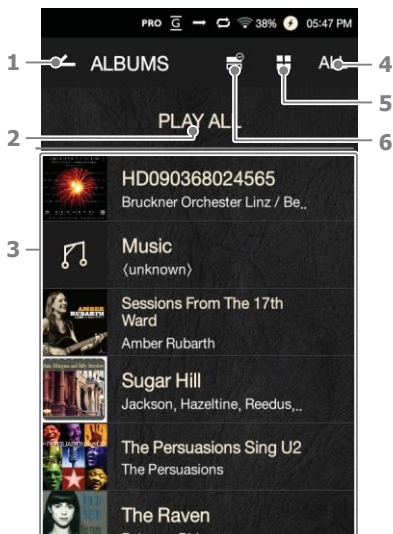 PRO G 38% 05:47 PM
1 ALBUMS 4
5
2 PLAY ALL 6
HD090368024565
Bruckner Orchester Linz / Be..
3 Music
⟨unknown⟩
Sessions From The 17th
Ward
AMBER RUBARTH
Amber Rubarth
Sugar Hill
Jackson, Hazeltine, Reedus,..
The Persuasions Sing U2
The Persuasions
The Raven